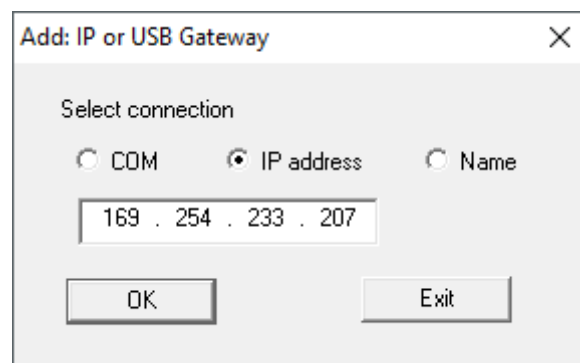 Add: IP or USB Gateway
Select connection
COM IP address Name
169 . 254 . 233 . 207
OK Exit